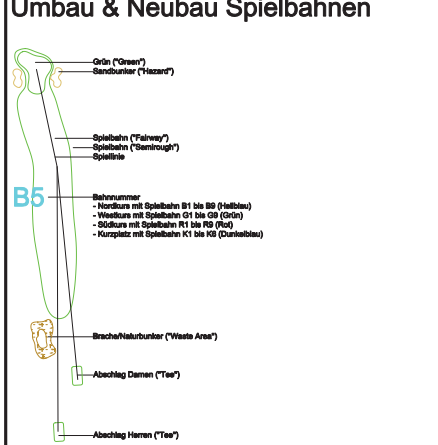 Umbau & Neubau Spielbahnen
Grün ("Green")
Sandbunker ("Hazard")
Spielbahn ("Fairway")
Spielbahn ("Semirough")
Spiellinie
B5
Bahnnummer
- Nordkurs mit Spielbahn B1 bis B9 (Hellblau)
- Westkurs mit Spielbahn G1 bis G9 (Grün)
- Südkurs mit Spielbahn R1 bis R9 (Rot)
- Kurzplatz mit Spielbahn K1 bis K6 (Dunkelblau)
Brache/Naturbunker ("Waste Area")
Abschlag Damen ("Tee")
Abschlag Herren ("Tee")